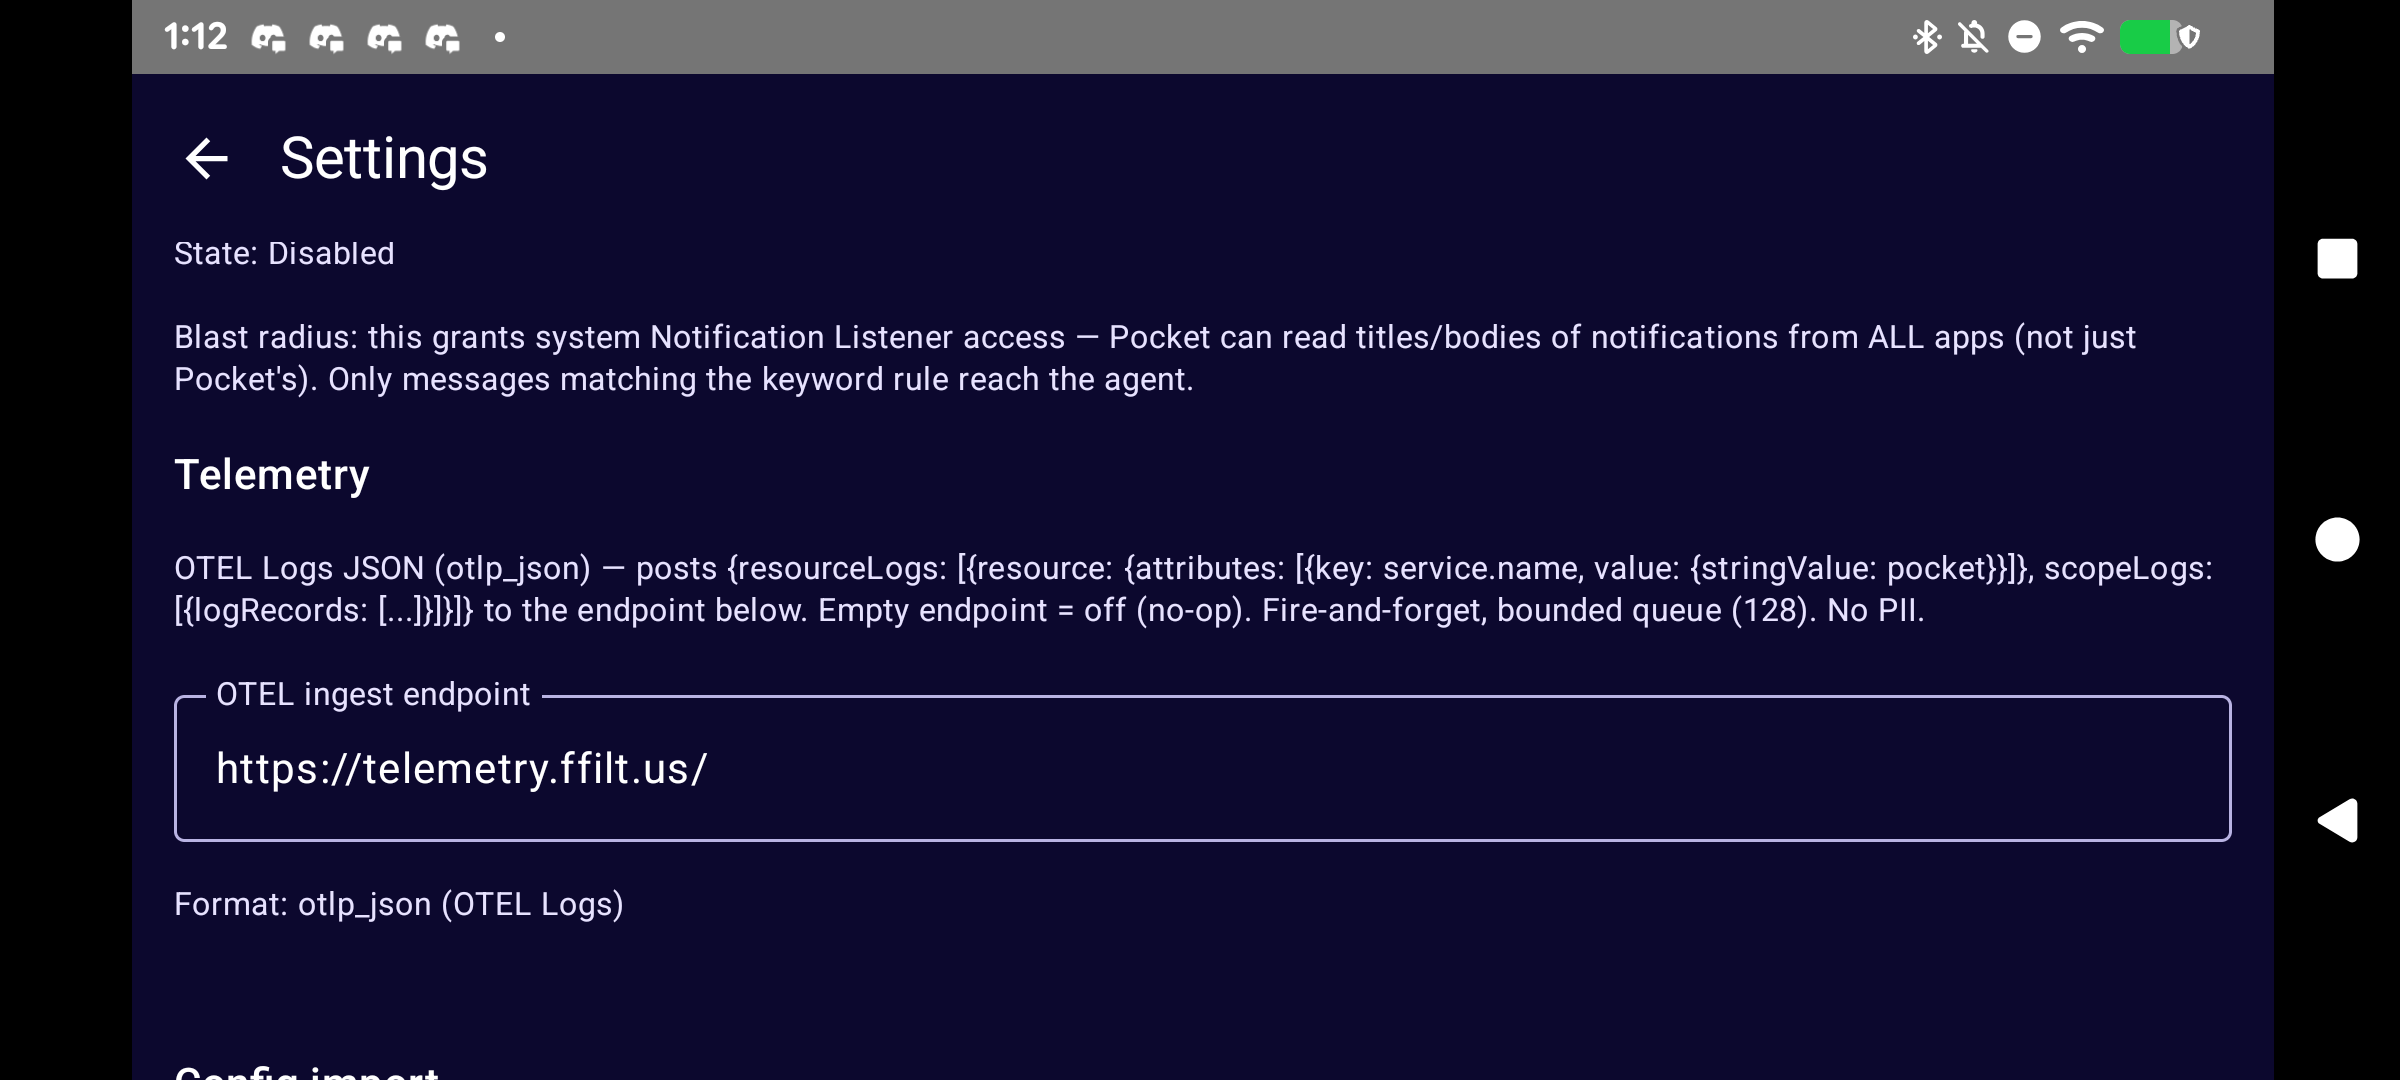 1:12
Settings
State: Disabled
Blast radius: this grants system Notification Listener access — Pocket can read titles/bodies of notifications from ALL apps (not just
Pocket's). Only messages matching the keyword rule reach the agent.
Telemetry
OTEL Logs JSON (otlp_json) — posts {resourceLogs: [{resource: {attributes: [{key: service.name, value: {stringValue: pocket}}]}, scopeLogs:
[{logRecords: [...]}]}]} to the endpoint below. Empty endpoint = off (no-op). Fire-and-forget, bounded queue (128). No PII.
OTEL ingest endpoint
https://telemetry.ffilt.us/
Format: otlp_json (OTEL Logs)
Config import